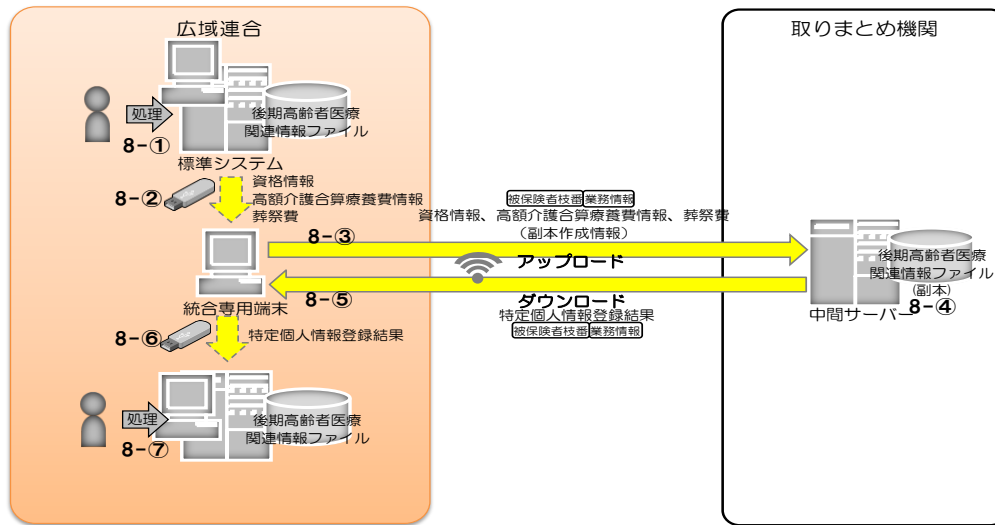 広域連合
取りまとめ機関
処理
8-①
後期高齢者医療
関連情報ファイル
標準システム
8-②
資格情報
高額介護合算療養費情報
葬祭費
被保険者枝番 業務情報
資格情報、高額介護合算療養費情報、葬祭費
（副本作成情報）
8-③
アップロード
後期高齢者医療
関連情報ファイル
(副本)
8-④
中間サーバー
8-⑤
ダウンロード
特定個人情報登録結果
被保険者枝番 業務情報
統合専用端末
8-⑥
特定個人情報登録結果
処理
8-⑦
後期高齢者医療
関連情報ファイル